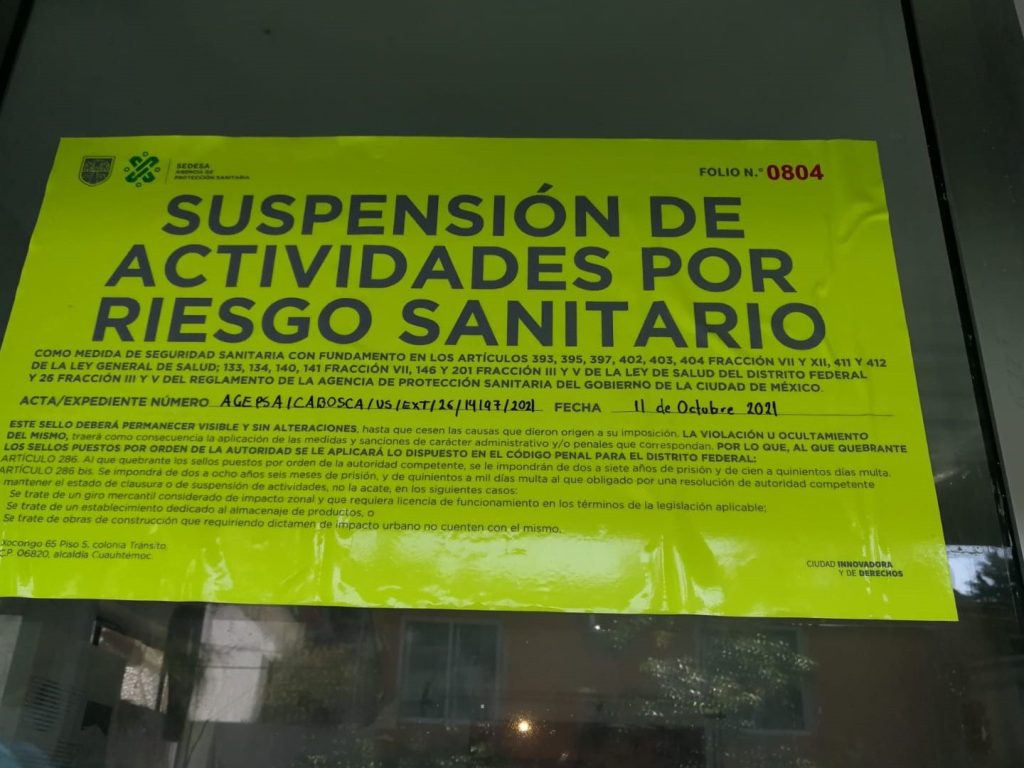 SEDESA
AGENCIA DE
PROTECCIÓN SANITARIA
FOLIO N.° 0804
SUSPENSIÓN DE
ACTIVIDADES POR
RIESGO SANITARIO
COMO MEDIDA DE SEGURIDAD SANITARIA CON FUNDAMENTO EN LOS ARTÍCULOS 393, 395, 397, 402, 403, 404 FRACCIÓN VII Y XII, 411 Y 412
DE LA LEY GENERAL DE SALUD; 133, 134, 140, 141 FRACCIÓN VII, 146 Y 201 FRACCIÓN III Y V DE LA LEY DE SALUD DEL DISTRITO FEDERAL
Y 26 FRACCIÓN III Y V DEL REGLAMENTO DE LA AGENCIA DE PROTECCIÓN SANITARIA DEL GOBIERNO DE LA CIUDAD DE MÉXICO.
ACTA/EXPEDIENTE NÚMERO AGEPSA/CABOSCA/US/EXT/26/14197/2021 FECHA 11 de Octubre 2021
ESTE SELLO DEBERÁ PERMANECER VISIBLE Y SIN ALTERACIONES, hasta que cesen las causas que dieron origen a su imposición. LA VIOLACIÓN U OCULTAMIENTO
DEL MISMO, traerá como consecuencia la aplicación de las medidas y sanciones de carácter administrativo y/o penales que correspondan. POR LO QUE, AL QUE QUEBRANTE
LOS SELLOS PUESTOS POR ORDEN DE LA AUTORIDAD SE LE APLICARÁ LO DISPUESTO EN EL CÓDIGO PENAL PARA EL DISTRITO FEDERAL:
ARTÍCULO 286. Al que quebrante los sellos puestos por orden de la autoridad competente, se le impondrán de dos a siete años de prisión y de cien a quinientos días multa.
ARTÍCULO 286 bis. Se impondrá de dos a ocho años seis meses de prisión, y de quinientos a mil días multa al que obligado por una resolución de autoridad competente
mantener el estado de clausura o de suspensión de actividades, no la acate, en los siguientes casos:
Se trate de un giro mercantil considerado de impacto zonal y que requiera licencia de funcionamiento en los términos de la legislación aplicable;
Se trate de un establecimiento dedicado al almacenaje de productos, o
Se trate de obras de construcción que requiriendo dictamen de impacto urbano no cuenten con el mismo.
Xocongo 65 Piso 5, colonia Tránsito.
C.P. 06820, alcaldía Cuauhtémoc.
CIUDAD INNOVADORA
Y DE DERECHOS